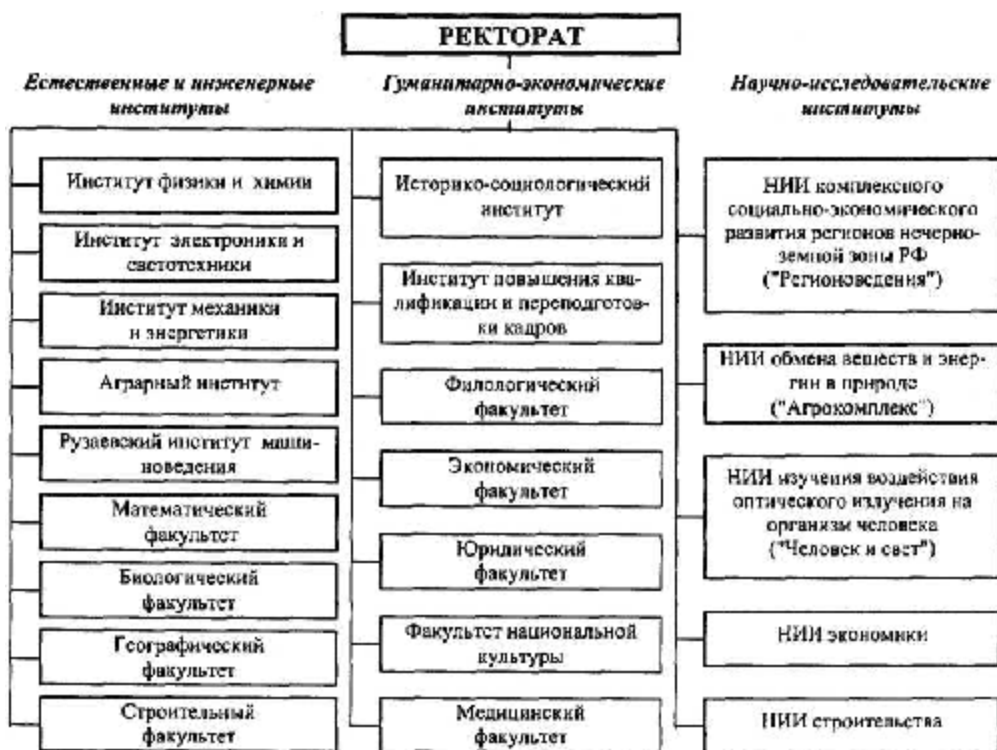 РЕКТОРАТ
Естественные и инженерные
институты
Институт физики и химии
Институт электроники и
светотехники
Институт механики
и энергетики
Аграрный институт
Рузаевский институт маши-
новедения
Математический
факультет
Биологический
факультет
Географический
факультет
Строительный
факультет
Гуманитарно-экономические
институты
Историко-социологический
институт
Институт повышения ква-
лификации и переподготов-
ки кадров
Филологический
факультет
Экономический
факультет
Юридический
факультет
Факультет национальной
культуры
Медицинский
факультет
Научно-исследовательские
институты
НИИ комплексного
социально-экономического
развития регионов нечерно-
земной зоны РФ
("Регионоведения")
НИИ обмена веществ и энер-
гии в природе
("Агрокомплекс")
НИИ изучения воздействия
оптического излучения на
организм человека
("Человек и свет")
НИИ экономики
НИИ строительства